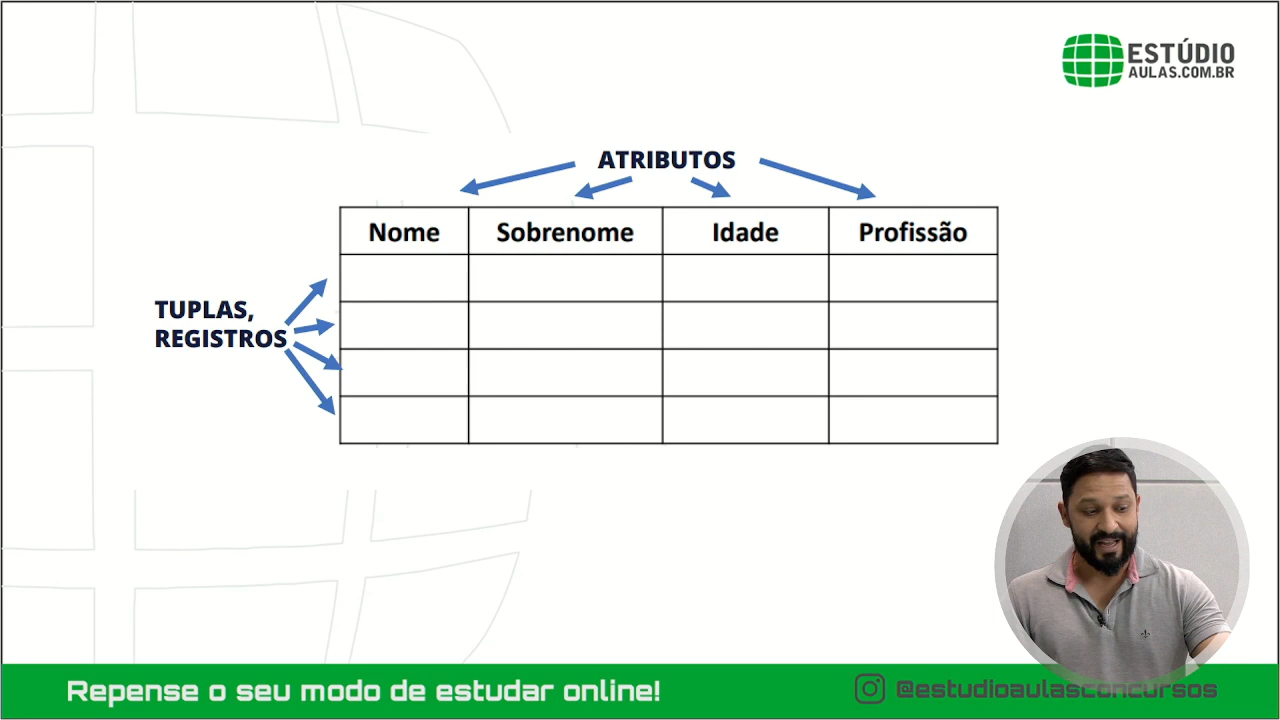 ESTÚDIO
AULAS.COM.BR
ATRIBUTOS
Nome Sobrenome Idade Profissão
TUPLAS,
REGISTROS
Repense o seu modo de estudar online!
@estudioaulasconcursos